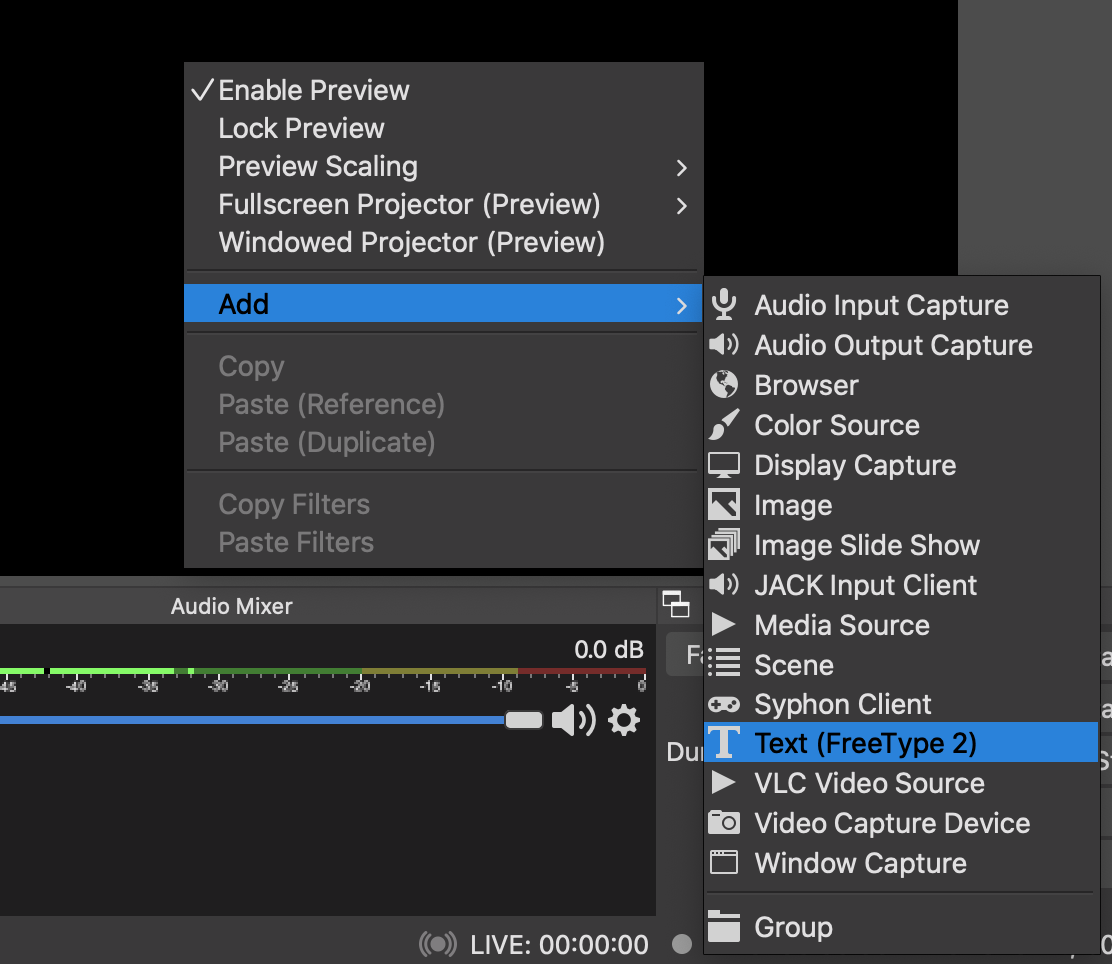 Enable Preview
Lock Preview
Preview Scaling
Fullscreen Projector (Preview)
Windowed Projector (Preview)
Add
Copy
Paste (Reference)
Paste (Duplicate)
Copy Filters
Paste Filters
Audio Input Capture
Audio Output Capture
Browser
Color Source
Display Capture
Image
Image Slide Show
JACK Input Client
Media Source
Scene
Syphon Client
Text (FreeType 2)
VLC Video Source
Video Capture Device
Window Capture
Group
Audio Mixer
0.0 dB
-45 -40 -35 -30 -25 -20 -15 -10 -5 0
LIVE: 00:00:00